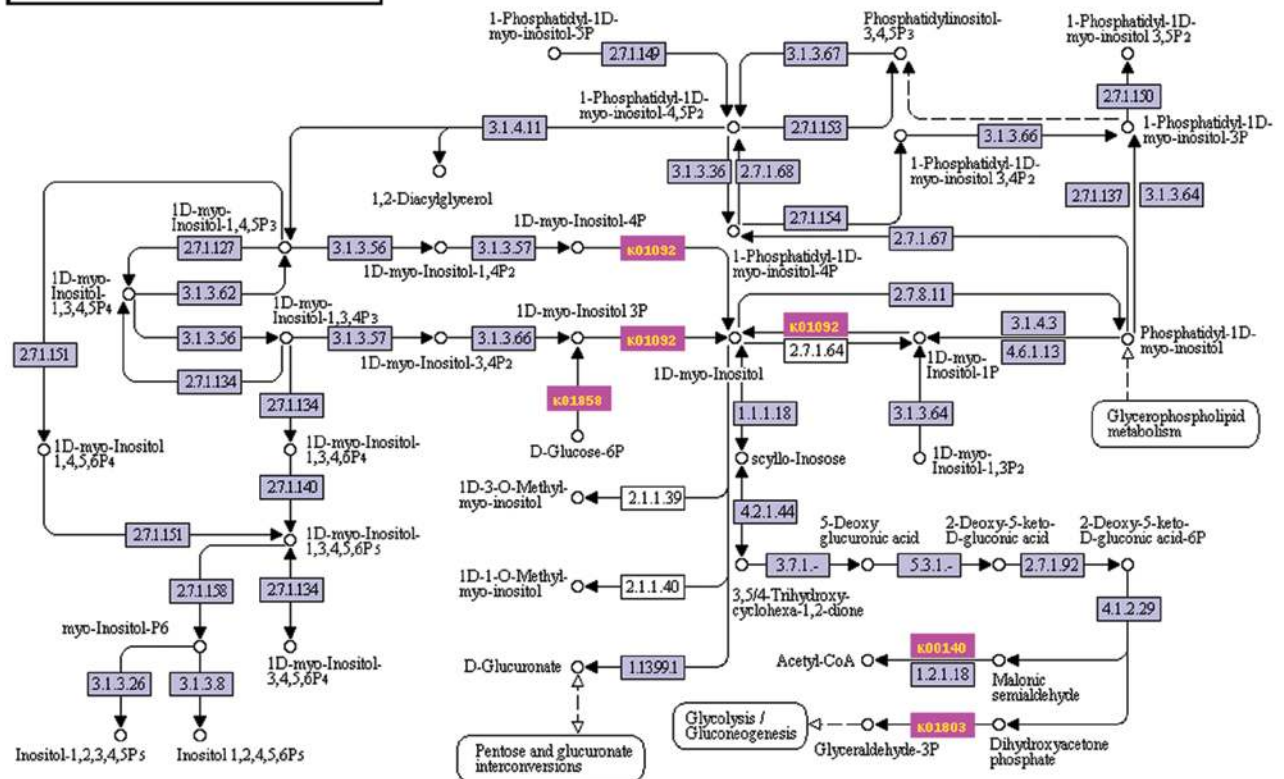 1-Phosphatidyl-1D-
myo-inositol-5P
2.7.1.149
3.1.3.67
Phosphatidylinositol-
3,4,5P3
1-Phosphatidyl-1D-
myo-inositol 3,5P2
2.7.1.150
1-Phosphatidyl-1D-
myo-inositol-4,5P2
3.1.4.11
2.7.1.153
3.1.3.66
1-Phosphatidyl-1D-
myo-inositol-3P
1,2-Diacylglycerol
3.1.3.36
2.7.1.68
1-Phosphatidyl-1D-
myo-inositol 3,4P2
2.7.1.137
3.1.3.64
1D-myo-
Inositol-1,4,5P3
1D-myo-Inositol-4P
2.7.1.154
2.7.1.127
3.1.3.56
3.1.3.57
K01092
2.7.1.67
1D-myo-Inositol-1,4P2
1-Phosphatidyl-1D-
myo-inositol-4P
1D-myo-
Inositol-
1,3,4,5P4
3.1.3.62
1D-myo-
Inositol-1,3,4P3
1D-myo-Inositol 3P
2.7.8.11
2.7.1.151
3.1.3.56
3.1.3.57
3.1.3.66
K01092
K01092
2.7.1.64
3.1.4.3
4.6.1.13
Phosphatidyl-1D-
myo-inositol
1D-myo-Inositol-3,4P2
1D-myo-Inositol
1D-myo-
Inositol-1P
2.7.1.134
2.7.1.134
K01858
1.1.1.18
3.1.3.64
Glycerophospholipid
metabolism
1D-myo-Inositol
1,4,5,6P4
1D-myo-Inositol-
1,3,4,6P4
D-Glucose-6P
scyllo-Inosose
1D-myo-
Inositol-1,3P2
2.7.1.140
1D-3-O-Methyl-
myo-inositol
2.1.1.39
4.2.1.44
2.7.1.151
1D-myo-Inositol-
1,3,4,5,6P5
5-Deoxy
glucuronic acid
2-Deoxy-5-keto-
D-gluconic acid
2-Deoxy-5-keto-
D-gluconic acid-6P
3.7.1.-
5.3.1.-
2.7.1.92
2.7.1.158
2.7.1.134
1D-1-O-Methyl-
myo-inositol
2.1.1.40
3,5/4-Trihydroxy-
cyclohexa-1,2-dione
4.1.2.29
myo-Inositol-P6
1D-myo-Inositol-
3,4,5,6P4
D-Glucuronate
1.13.99.1
Acetyl-CoA
K00140
1.2.1.18
Malonic
semialdehyde
3.1.3.26
3.1.3.8
Glycolysis /
Gluconeogenesis
K01803
Glyceraldehyde-3P
Dihydroxyacetone
phosphate
Inositol-1,2,3,4,5P5
Inositol 1,2,4,5,6P5
Pentose and glucuronate
interconversions